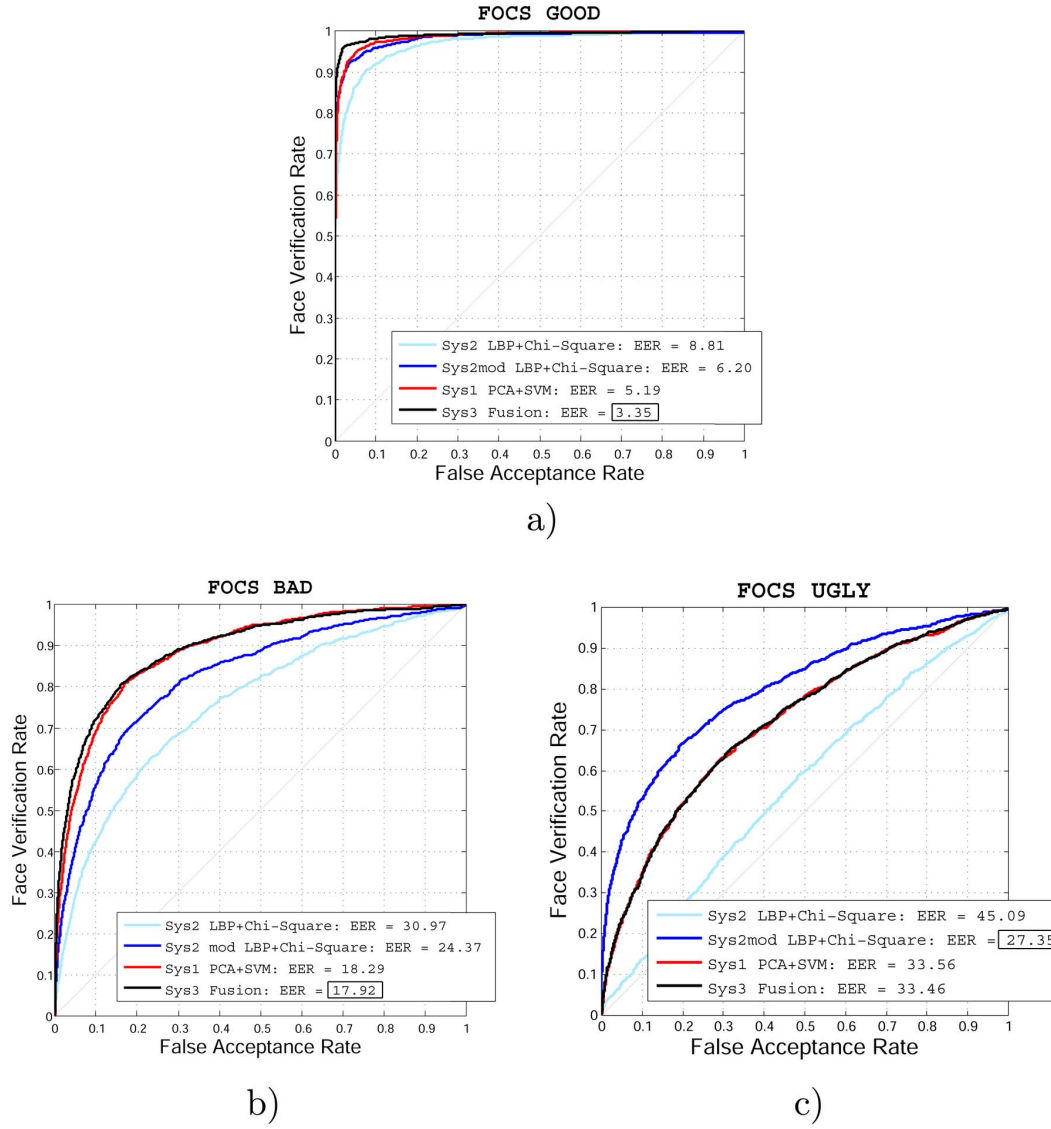 FOCS GOOD
Face Verification Rate
1
0.9
0.8
0.7
0.6
0.5
0.4
0.3
0.2
0.1
0
Sys2 LBP+Chi-Square: EER = 8.81
Sys2mod LBP+Chi-Square: EER = 6.20
Sys1 PCA+SVM: EER = 5.19
Sys3 Fusion: EER = 3.35
0 0.1 0.2 0.3 0.4 0.5 0.6 0.7 0.8 0.9 1
False Acceptance Rate
a)
FOCS BAD
Face Verification Rate
1
0.9
0.8
0.7
0.6
0.5
0.4
0.3
0.2
0.1
0
Sys2 LBP+Chi-Square: EER = 30.97
Sys2 mod LBP+Chi-Square: EER = 24.37
Sys1 PCA+SVM: EER = 18.29
Sys3 Fusion: EER = 17.92
0 0.1 0.2 0.3 0.4 0.5 0.6 0.7 0.8 0.9 1
False Acceptance Rate
b)
FOCS UGLY
Face Verification Rate
1
0.9
0.8
0.7
0.6
0.5
0.4
0.3
0.2
0.1
0
Sys2 LBP+Chi-Square: EER = 45.09
Sys2mod LBP+Chi-Square: EER = 27.35
Sys1 PCA+SVM: EER = 33.56
Sys3 Fusion: EER = 33.46
0 0.1 0.2 0.3 0.4 0.5 0.6 0.7 0.8 0.9 1
False Acceptance Rate
c)